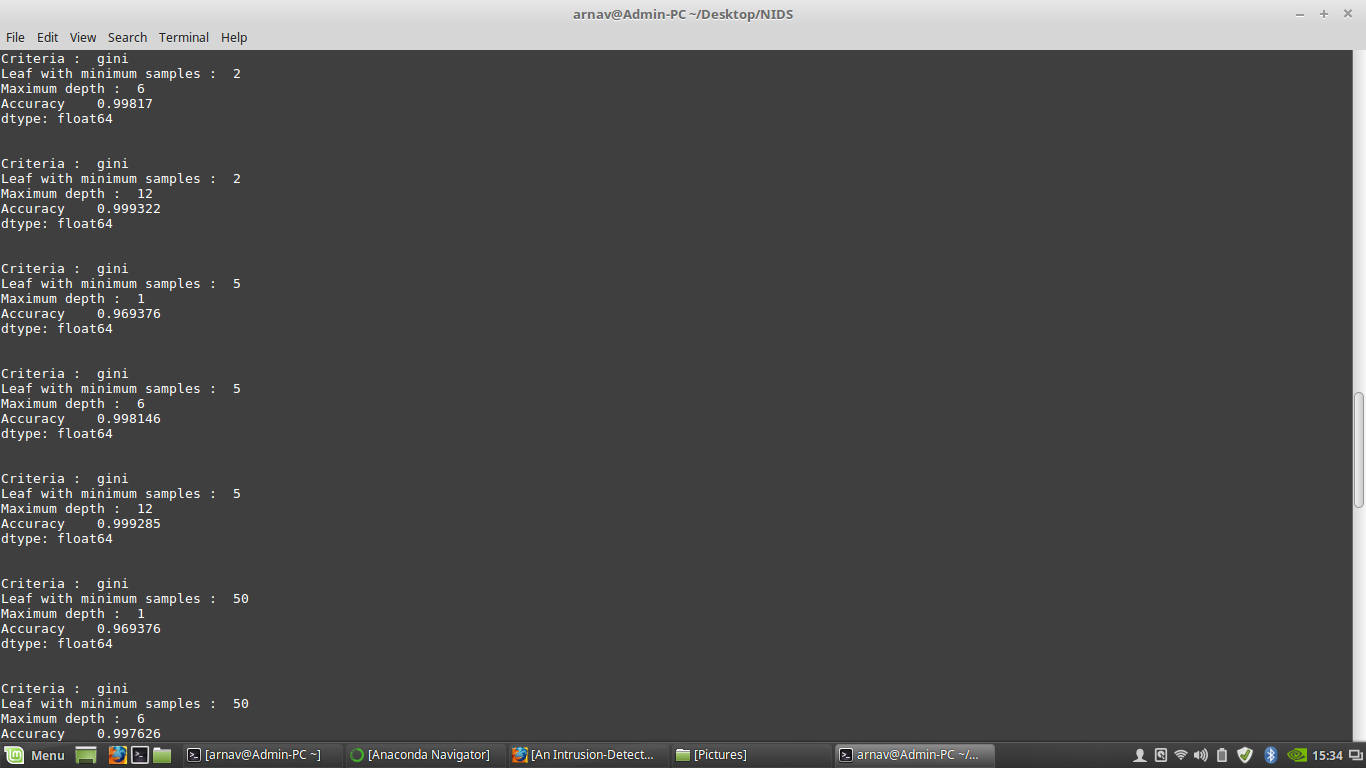 arnav@Admin-PC ~/Desktop/NIDS
File Edit View Search Terminal Help
Criteria :  gini
Leaf with minimum samples :  2
Maximum depth :  6
Accuracy    0.99817
dtype: float64
Criteria :  gini
Leaf with minimum samples :  2
Maximum depth :  12
Accuracy    0.999322
dtype: float64
Criteria :  gini
Leaf with minimum samples :  5
Maximum depth :  1
Accuracy    0.969376
dtype: float64
Criteria :  gini
Leaf with minimum samples :  5
Maximum depth :  6
Accuracy    0.998146
dtype: float64
Criteria :  gini
Leaf with minimum samples :  5
Maximum depth :  12
Accuracy    0.999285
dtype: float64
Criteria :  gini
Leaf with minimum samples :  50
Maximum depth :  1
Accuracy    0.969376
dtype: float64
Criteria :  gini
Leaf with minimum samples :  50
Maximum depth :  6
Accuracy    0.997626
Menu [arnav@Admin-PC ~] [Anaconda Navigator] [An Intrusion-Detect... [Pictures] arnav@Admin-PC ~/... 15:34